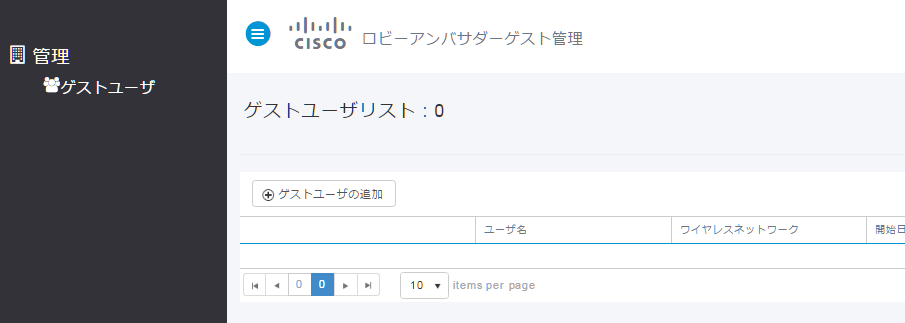 管理
ゲストユーザ
CISCO ロビーアンバサダーゲスト管理
ゲストユーザリスト : 0
ゲストユーザの追加
ユーザ名 ワイヤレスネットワーク 開始日
0 0 10 items per page